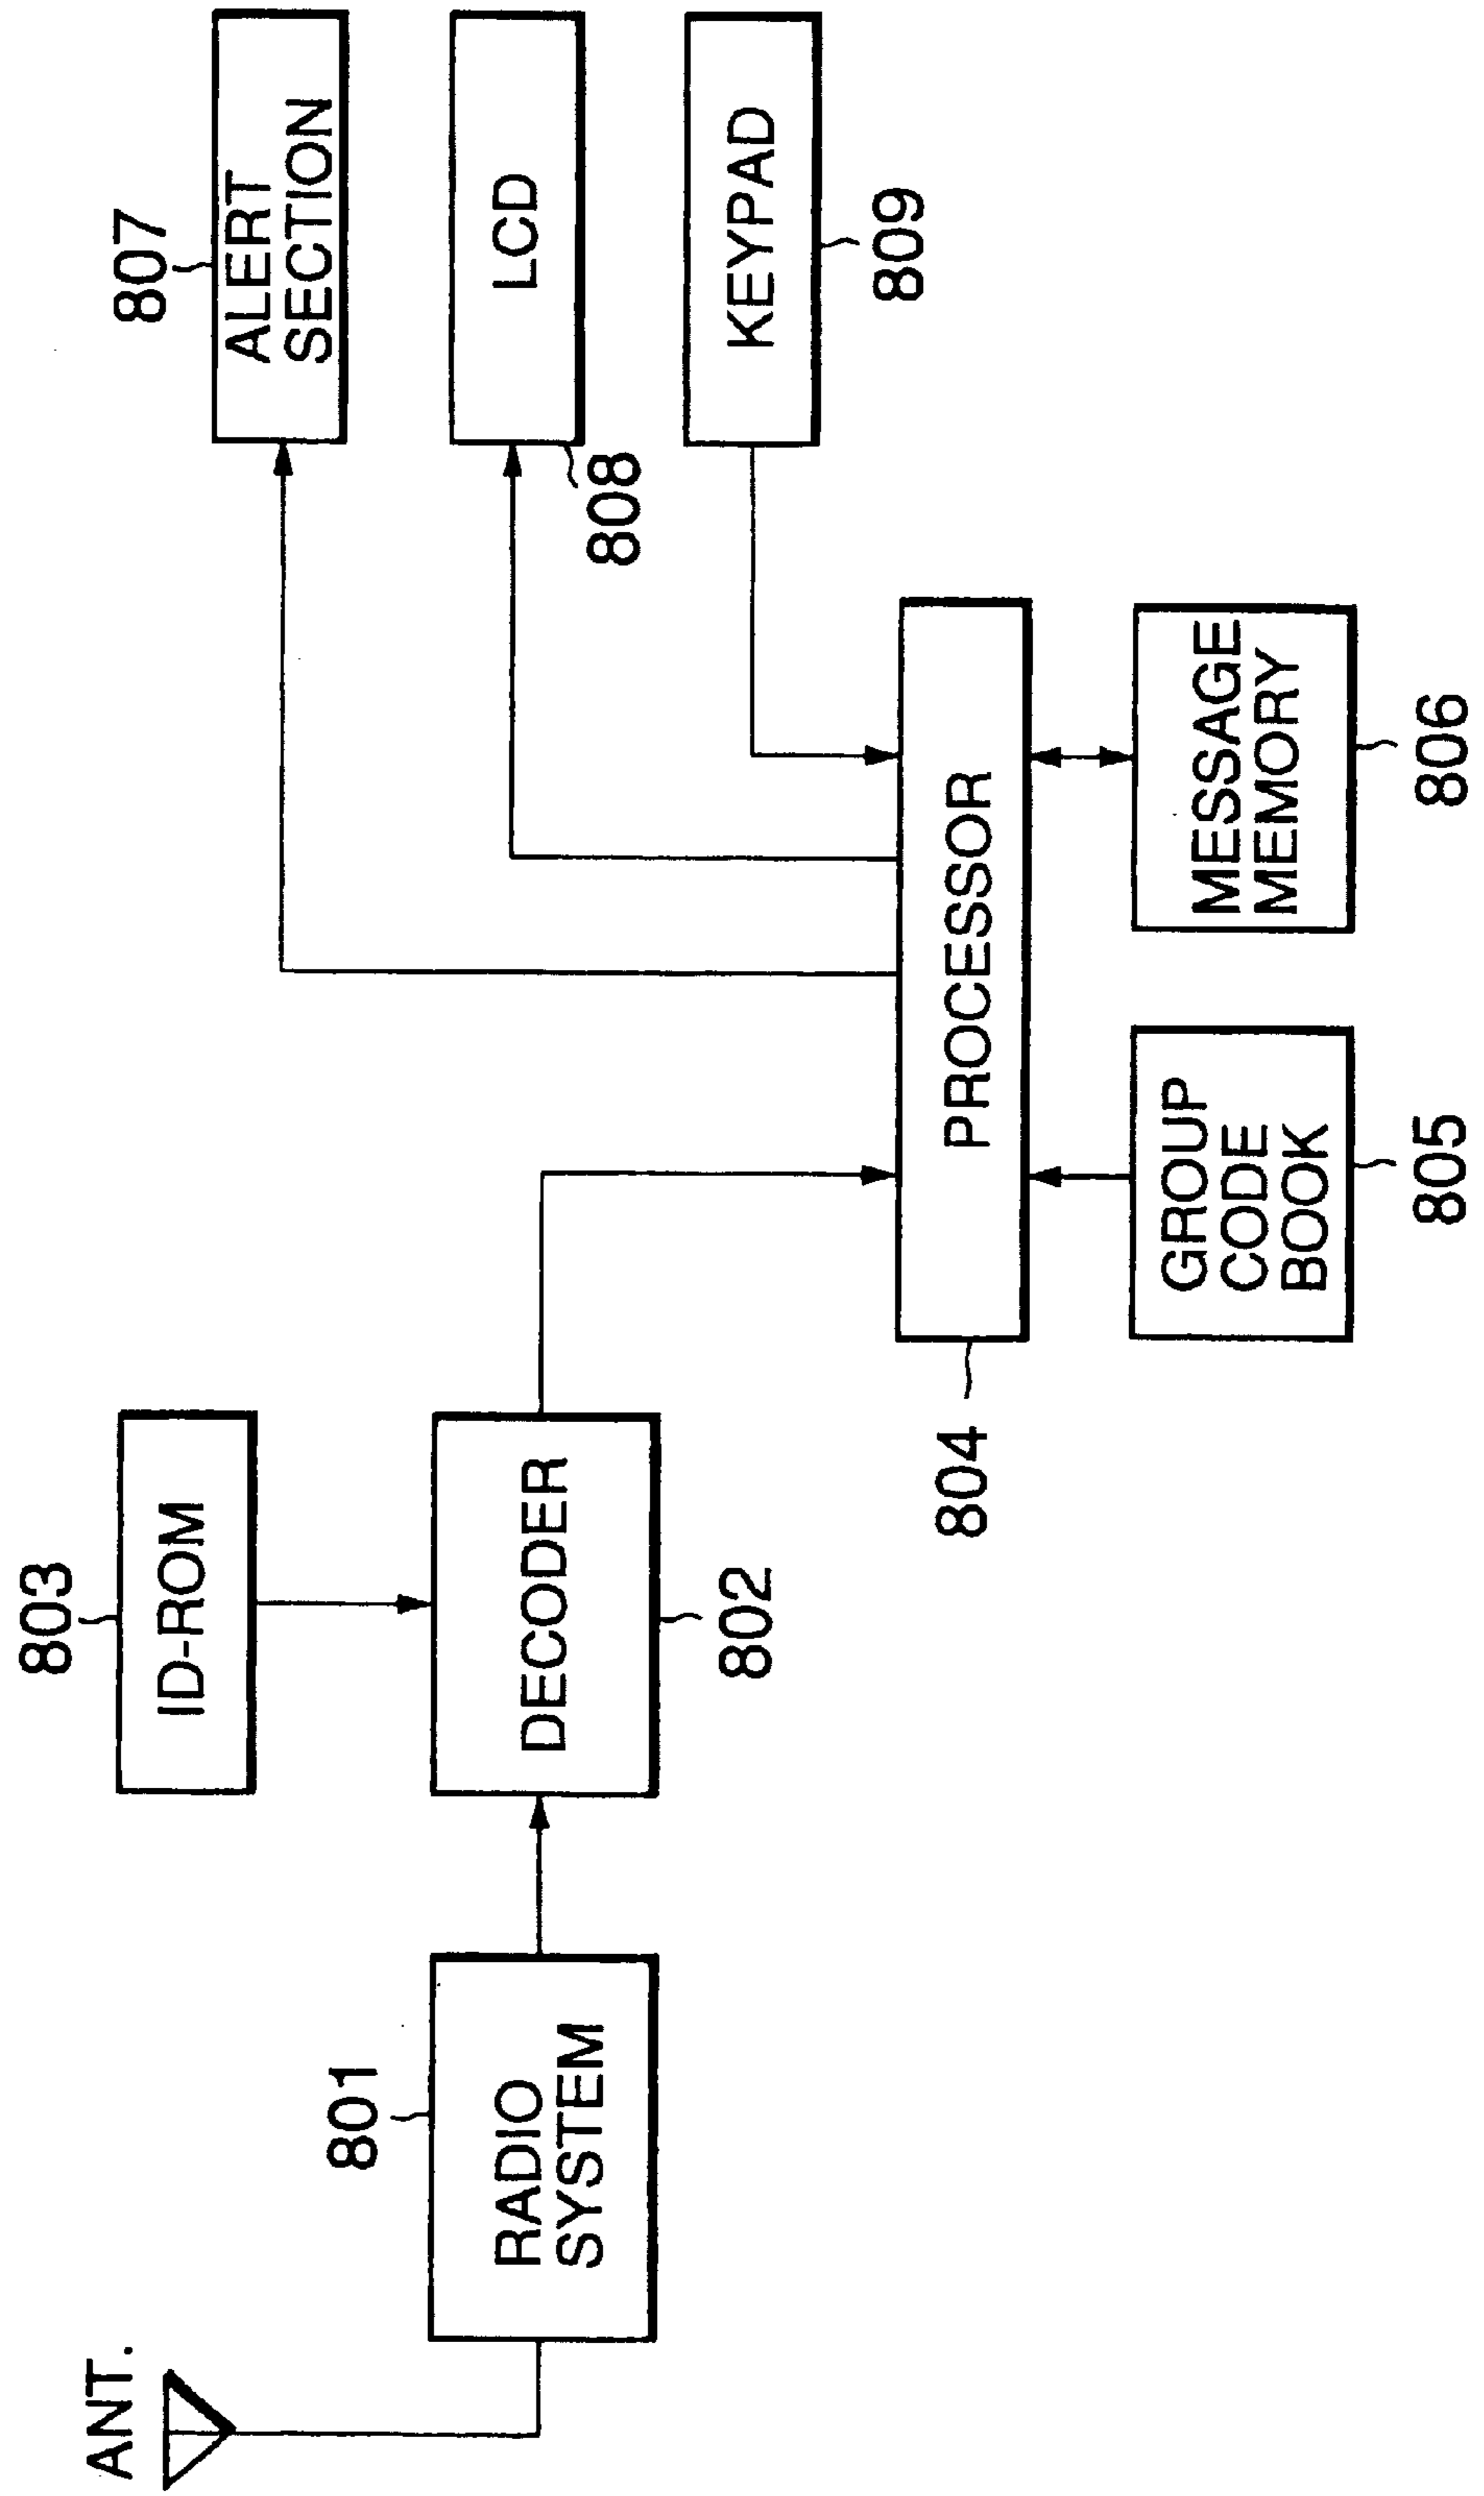 ANT.
801
RADIO
SYSTEM
803
ID-ROM
DECODER
802
807
ALERT
SECTION
LCD
808
KEYPAD
809
PROCESSOR
804
GROUP
CODE
BOOK
805
MESSAGE
MEMORY
806